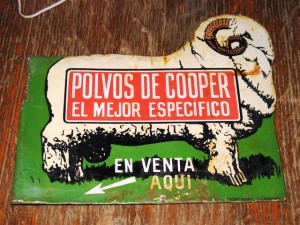 POLVOS DE COOPER
EL MEJOR ESPECIFICO
EN VENTA
AQUI